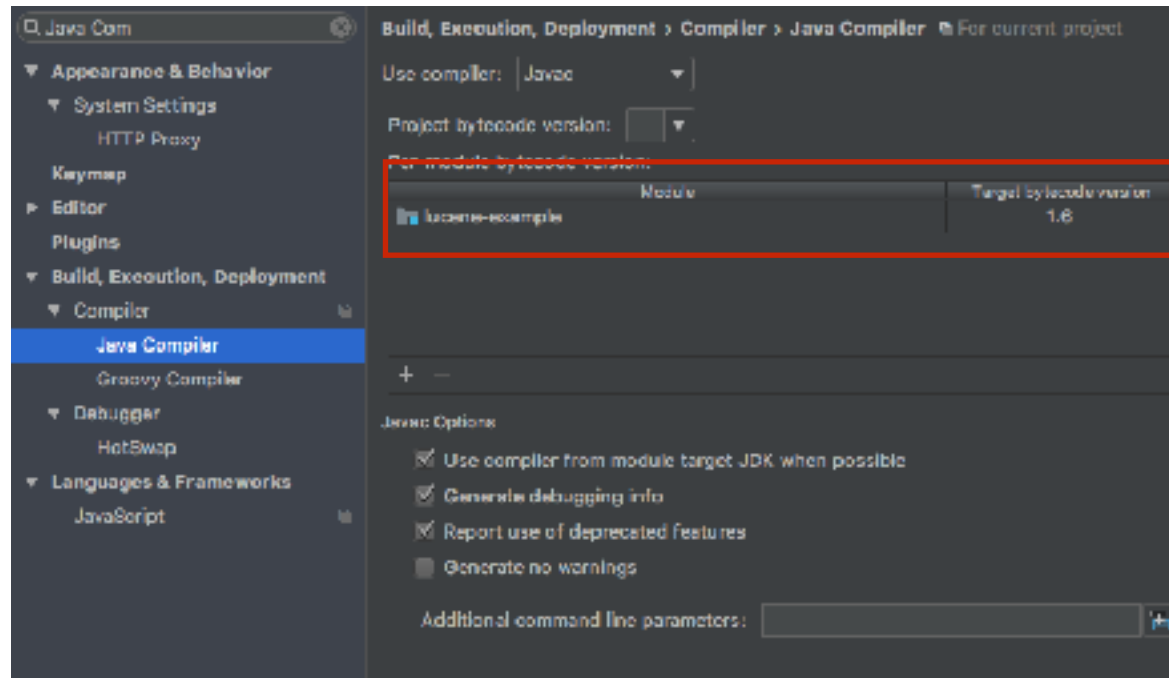 Java Com
Appearance & Behavior
System Settings
HTTP Proxy
Keymap
Editor
Plugins
Build, Execution, Deployment
Compiler
Java Compiler
Groovy Compiler
Debugger
HotSwap
Languages & Frameworks
JavaScript
Build, Execution, Deployment › Compiler › Java Compiler For current project
Use compiler: Javac
Project bytecode version:
Per-module bytecode version:
Module Target bytecode version
lucene-example 1.6
+ −
Javac Options
Use compiler from module target JDK when possible
Generate debugging info
Report use of deprecated features
Generate no warnings
Additional command line parameters: